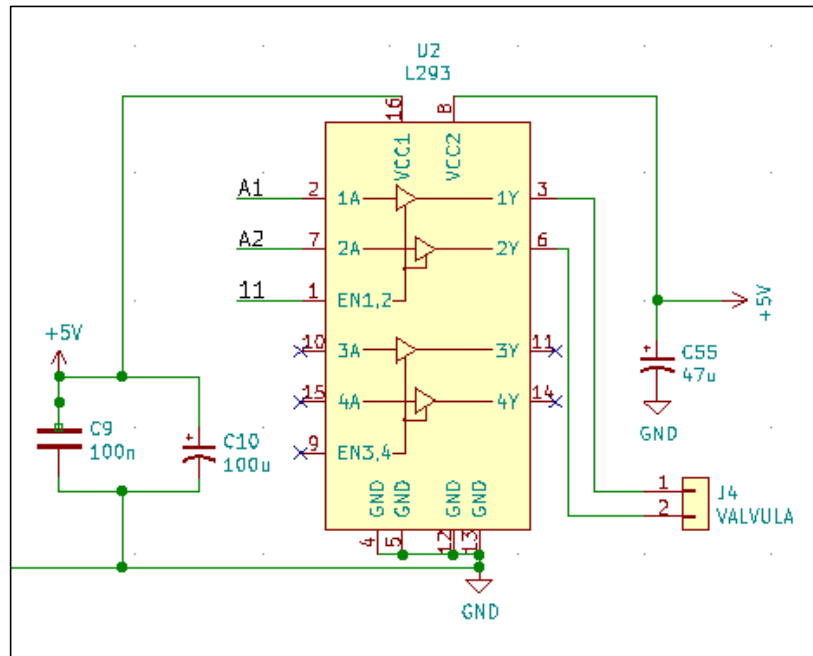 U2
L293
16
8
VCC1
VCC2
A1
2
1A
1Y
3
A2
7
2A
2Y
6
11
1
EN1,2
10
3A
3Y
11
15
4A
4Y
14
9
EN3,4
+5V
C9
100n
C10
100u
+5V
C55
47u
GND
GND
GND
GND
GND
4
5
12
13
GND
1
2
J4
VALVULA